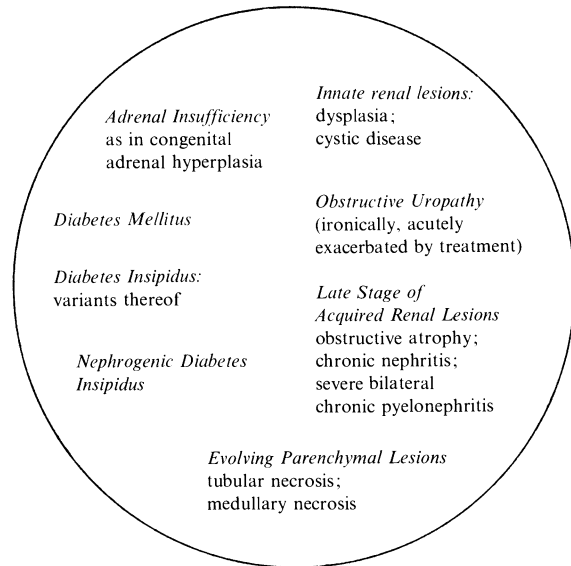 Adrenal Insufficiency
as in congenital
adrenal hyperplasia
Diabetes Mellitus
Diabetes Insipidus:
variants thereof
Nephrogenic Diabetes
Insipidus
Innate renal lesions:
dysplasia;
cystic disease
Obstructive Uropathy
(ironically, acutely
exacerbated by treatment)
Late Stage of
Acquired Renal Lesions
obstructive atrophy;
chronic nephritis;
severe bilateral
chronic pyelonephritis
Evolving Parenchymal Lesions
tubular necrosis;
medullary necrosis